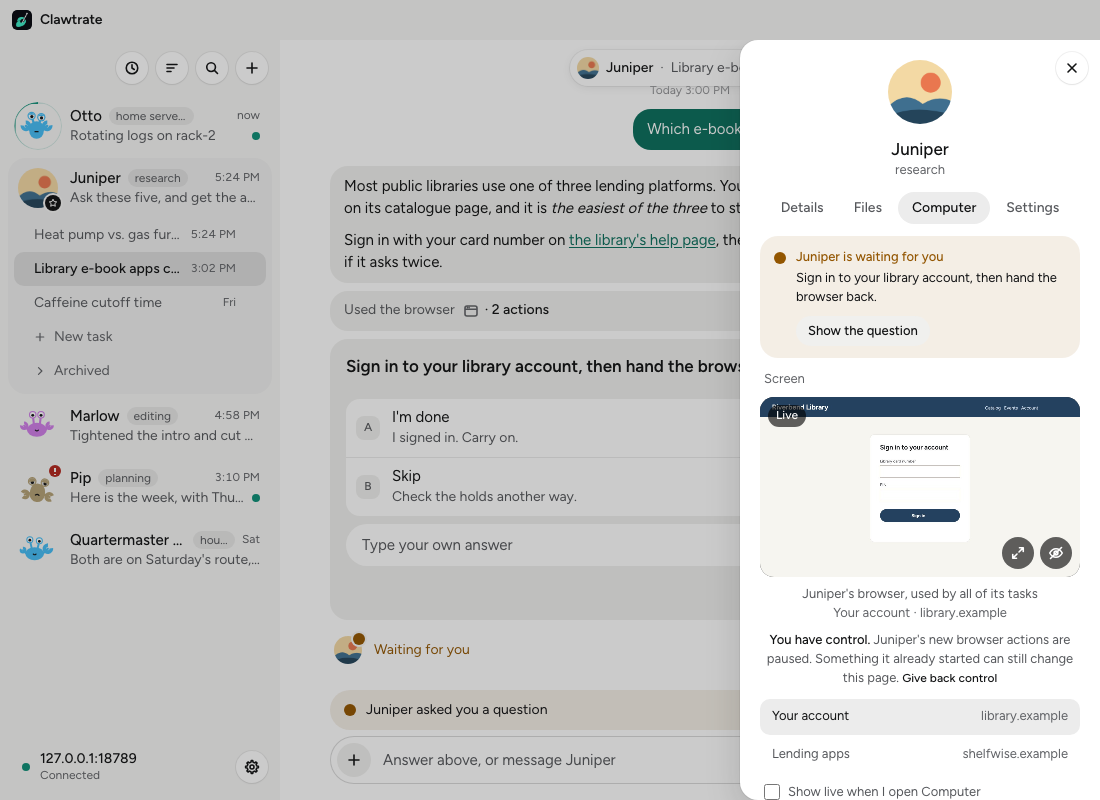 Clawtrate
Otto home serve... now
Rotating logs on rack-2
Juniper research 5:24 PM
Ask these five, and get the a...
Heat pump vs. gas fur... 5:24 PM
Library e-book apps c... 3:02 PM
Caffeine cutoff time Fri
+ New task
Archived
Marlow editing 4:58 PM
Tightened the intro and cut ...
Pip planning 3:10 PM
Here is the week, with Thu...
Quartermaster ... hou... Sat
Both are on Saturday's route,...
127.0.0.1:18789
Connected
Juniper · Library e-b
Today 3:00 PM
Which e-book
Most public libraries use one of three lending platforms. You
on its catalogue page, and it is the easiest of the three to st
Sign in with your card number on the library's help page, the
if it asks twice.
Used the browser · 2 actions
Sign in to your library account, then hand the brows
A I'm done
I signed in. Carry on.
B Skip
Check the holds another way.
Type your own answer
Waiting for you
Juniper asked you a question
Answer above, or message Juniper
Juniper
research
Details Files Computer Settings
Juniper is waiting for you
Sign in to your library account, then hand the
browser back.
Show the question
Screen
Live
Library
Catalog Events Account
Sign in to your account
Library card number
Sign in
Juniper's browser, used by all of its tasks
Your account · library.example
You have control. Juniper's new browser actions are
paused. Something it already started can still change
this page. Give back control
Your account library.example
Lending apps shelfwise.example
Show live when I open Computer